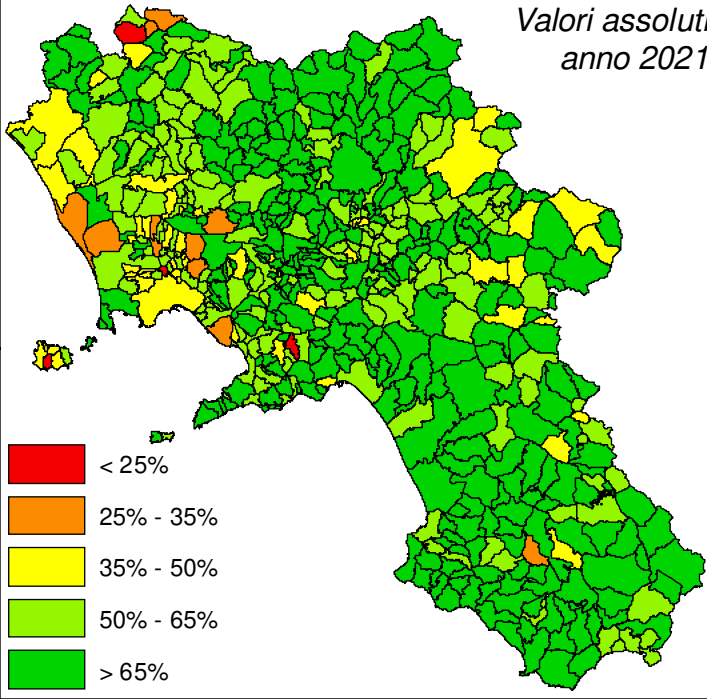 Valori assoluti
anno 2021
< 25%
25% - 35%
35% - 50%
50% - 65%
> 65%